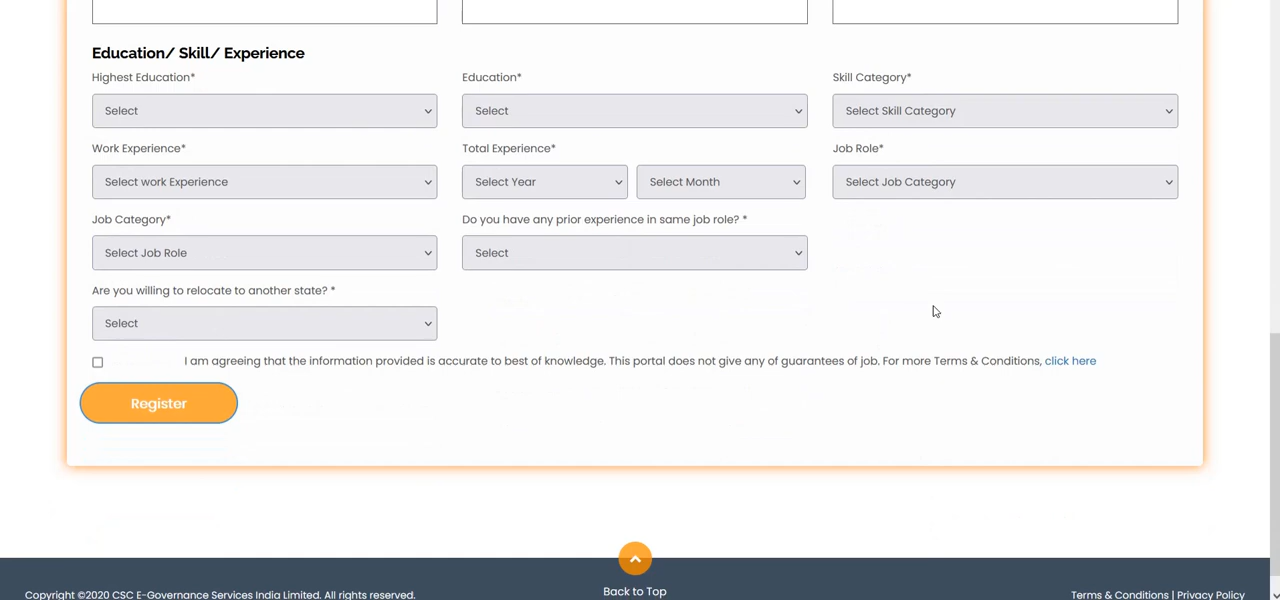 Education/ Skill/ Experience
Highest Education* Education* Skill Category*
Select Select Select Skill Category
Work Experience* Total Experience* Job Role*
Select work Experience Select Year Select Month Select Job Category
Job Category* Do you have any prior experience in same job role? *
Select Job Role Select
Are you willing to relocate to another state? *
Select
I am agreeing that the information provided is accurate to best of knowledge. This portal does not give any of guarantees of job. For more Terms & Conditions, click here
Register
Copyright ©2020 CSC E-Governance Services India Limited. All rights reserved. Back to Top Terms & Conditions | Privacy Policy